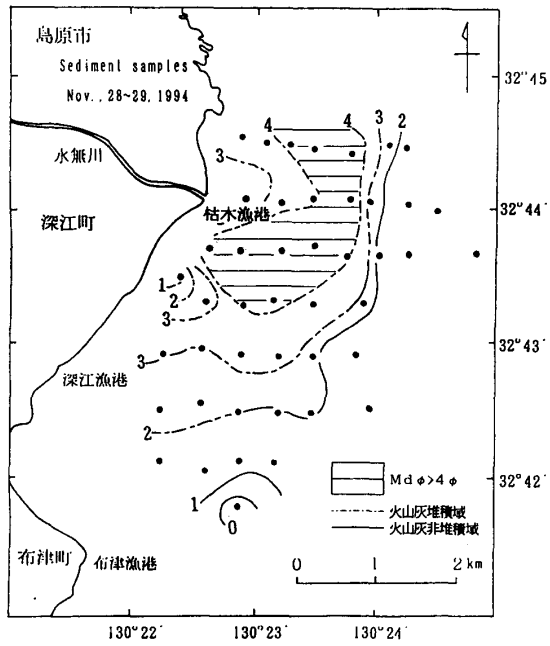 島原市
Sediment samples
Nov., 28~29, 1994
水無川
深江町
枯木漁港
深江漁港
布津町
布津漁港
32°45′
32°44′
32°43′
32°42′
4
4
3
2
3
1
2
3
3
2
1
0
Mdφ>4φ
火山灰堆積域
火山灰非堆積域
0 1 2 km
130°22′ 130°23′ 130°24′